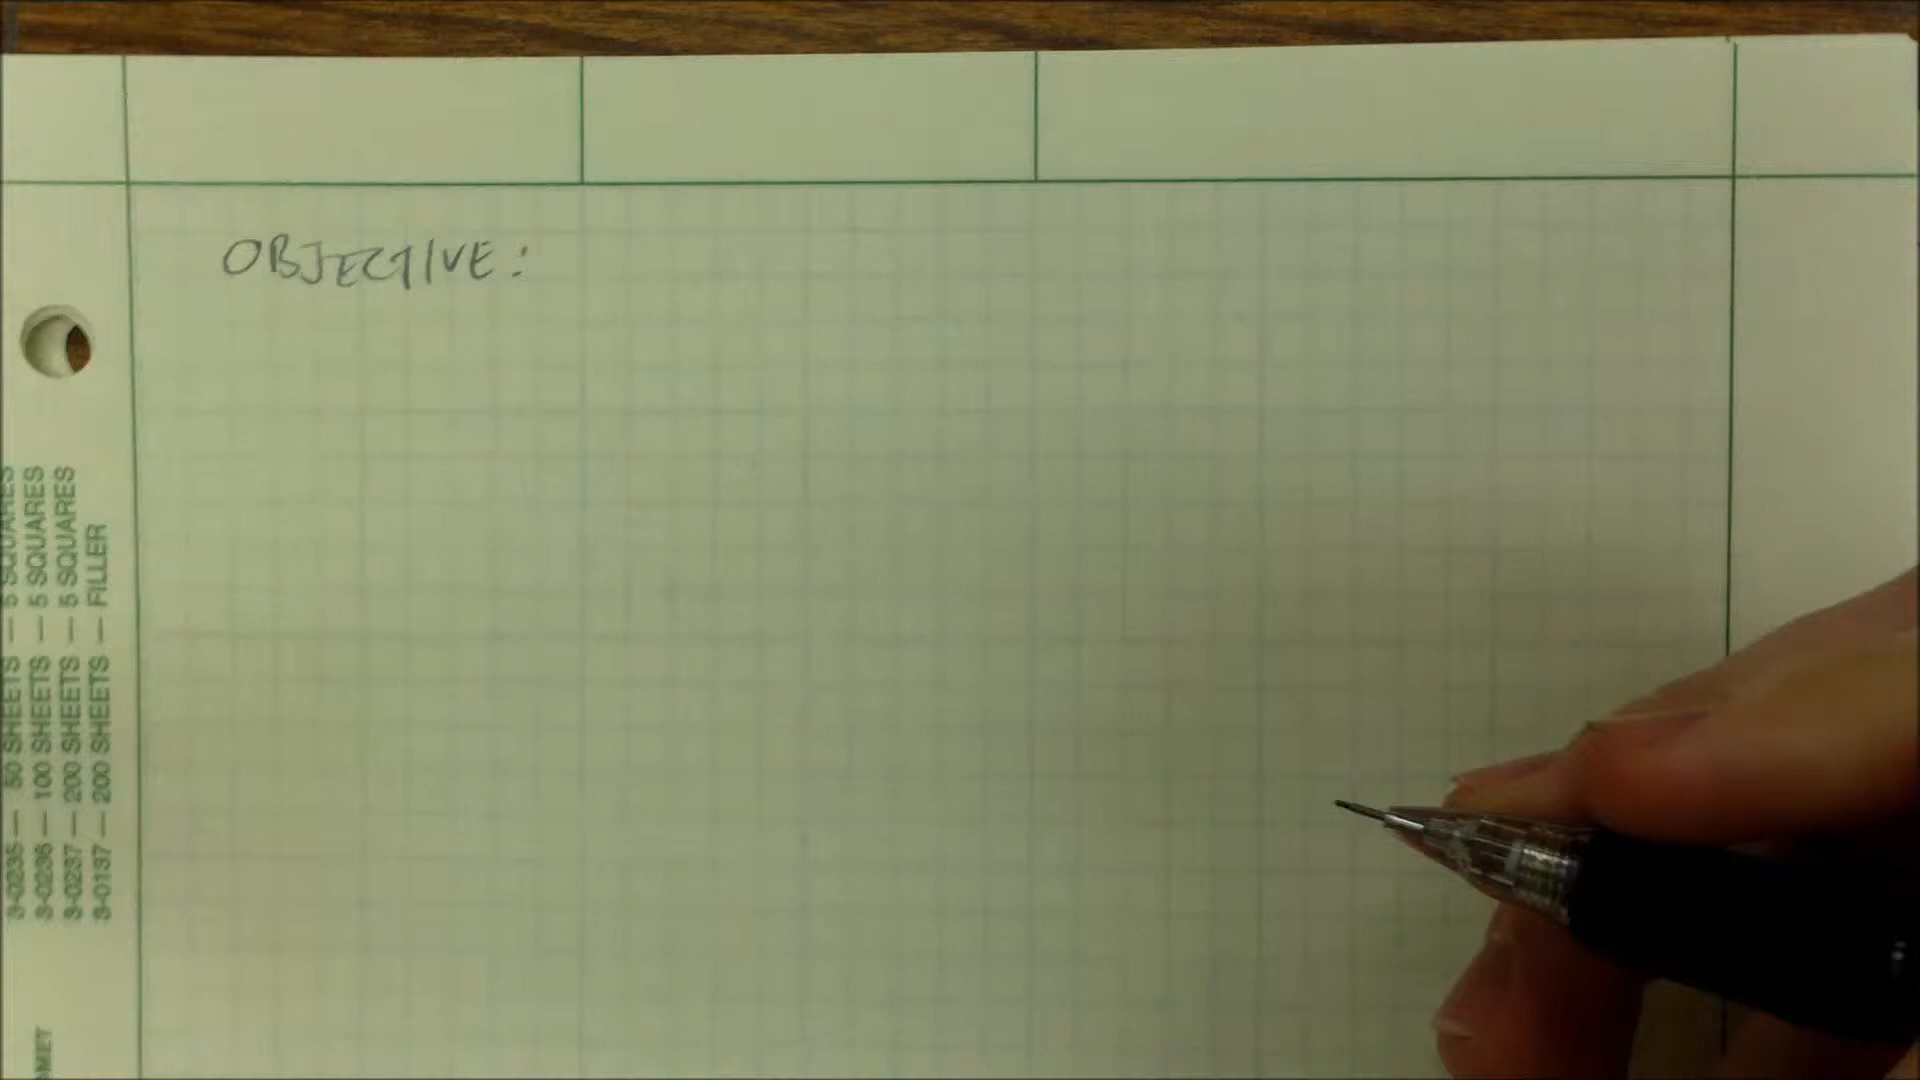 OBJECTIVE:
3-0235 — 50 SHEETS — 5 SQUARES
3-0236 — 100 SHEETS — 5 SQUARES
3-0237 — 200 SHEETS — 5 SQUARES
3-0137 — 200 SHEETS — FILLER